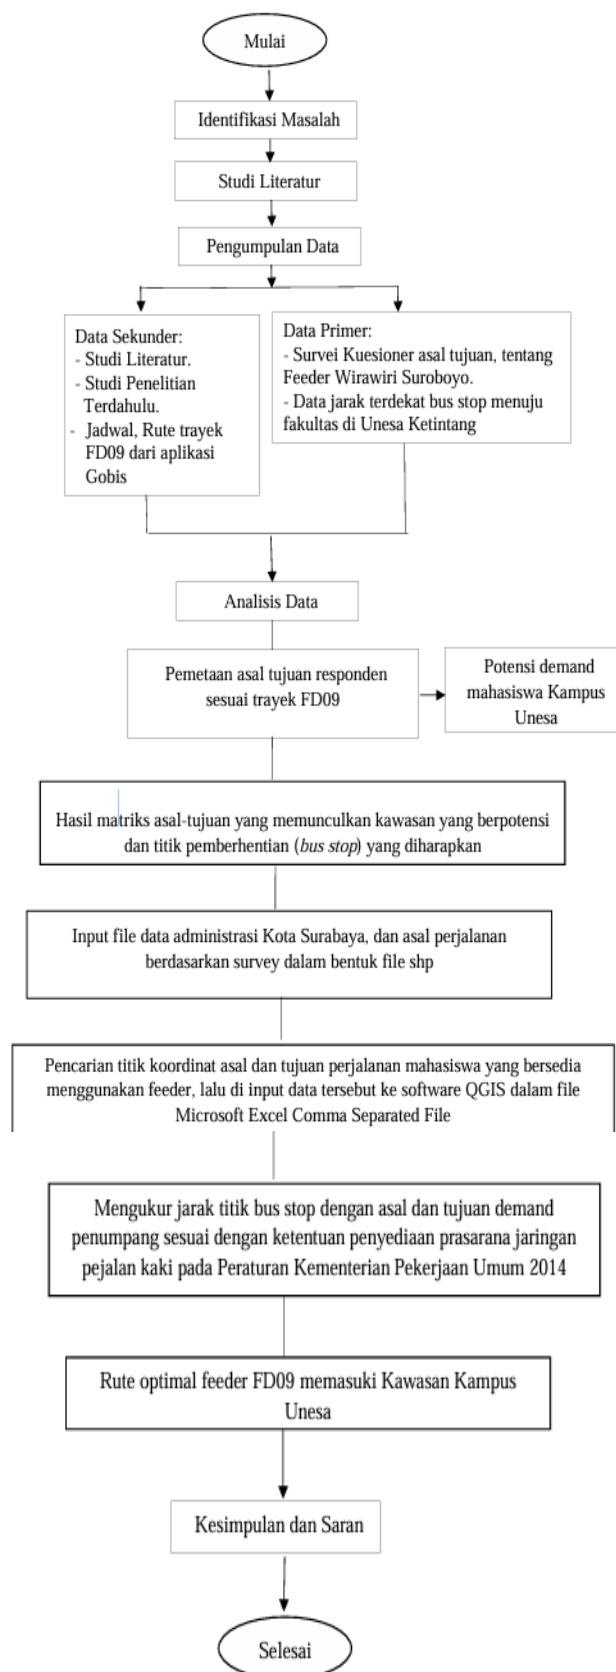 Mulai
Identifikasi Masalah
Studi Literatur
Pengumpulan Data
Data Sekunder:
- Studi Literatur.
- Studi Penelitian
Terdahulu.
- Jadwal, Rute trayek
FD09 dari aplikasi
Gobis
Data Primer:
- Survei Kuesioner asal tujuan, tentang
Feeder Wirawiri Suroboyo.
- Data jarak terdekat bus stop menuju
fakultas di Unesa Ketintang
Analisis Data
Pemetaan asal tujuan responden
sesuai trayek FD09
Potensi demand
mahasiswa Kampus
Unesa
Hasil matriks asal-tujuan yang memunculkan kawasan yang berpotensi
dan titik pemberhentian (bus stop) yang diharapkan
Input file data administrasi Kota Surabaya, dan asal perjalanan
berdasarkan survey dalam bentuk file shp
Pencarian titik koordinat asal dan tujuan perjalanan mahasiswa yang bersedia
menggunakan feeder, lalu di input data tersebut ke software QGIS dalam file
Microsoft Excel Comma Separated File
Mengukur jarak titik bus stop dengan asal dan tujuan demand
penumpang sesuai dengan ketentuan penyediaan prasarana jaringan
pejalan kaki pada Peraturan Kementerian Pekerjaan Umum 2014
Rute optimal feeder FD09 memasuki Kawasan Kampus
Unesa
Kesimpulan dan Saran
Selesai